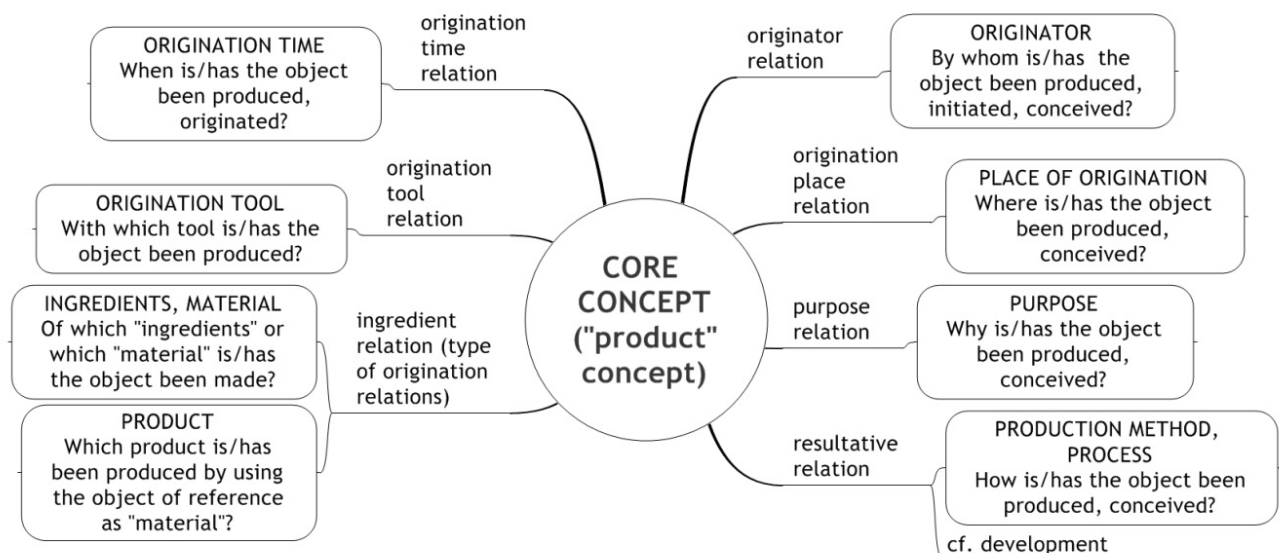 ORIGINATION TIME
When is/has the object
been produced,
originated?
origination
time
relation
ORIGINATION TOOL
With which tool is/has the
object been produced?
origination
tool
relation
INGREDIENTS, MATERIAL
Of which "ingredients" or
which "material" is/has
the object been made?
PRODUCT
Which product is/has
been produced by using
the object of reference
as "material"?
ingredient
relation (type
of origination
relations)
CORE
CONCEPT
("product"
concept)
originator
relation
ORIGINATOR
By whom is/has the
object been produced,
initiated, conceived?
origination
place
relation
PLACE OF ORIGINATION
Where is/has the object
been produced,
conceived?
purpose
relation
PURPOSE
Why is/has the object
been produced,
conceived?
resultative
relation
PRODUCTION METHOD,
PROCESS
How is/has the object been
produced, conceived?
cf. development